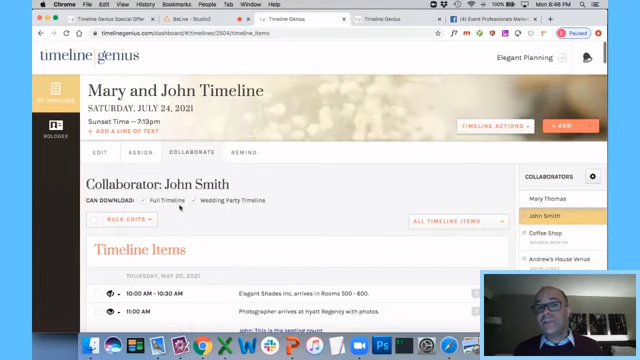 Chrome File Edit View History Bookmarks People Tab Window Help
Mon 6:46 PM
Timeline Genius Special Offer
BeLive - Studio2
Timeline Genius
Timeline Genius
(4) Event Professionals Market
timelinegenius.com/dashboard/#/timelines/2504/timeline_items
Paused
timeline genius
Elegant Planning
MY TIMELINES
ROLODEX
Mary and John Timeline
SATURDAY, JULY 24, 2021
Sunset Time – 7:13pm
+ ADD A LINE OF TEXT
TIMELINE ACTIONS
+ ADD
EDIT
ASSIGN
COLLABORATE
REMIND
Collaborator: John Smith
CAN DOWNLOAD:
Full Timeline
Wedding Party Timeline
BULK EDITS
ALL TIMELINE ITEMS
COLLABORATORS
Mary Thomas
John Smith
Coffee Shop
BRENDA MARTIN
Andrew's House Venue
Timeline Items
THURSDAY, MAY 20, 2021
10:00 AM - 10:30 AM
Elegant Shades Inc. arrives in Rooms 500 - 600.
11:00 AM
Photographer arrives at Hyatt Regency with photos.
John: This is the seating count.